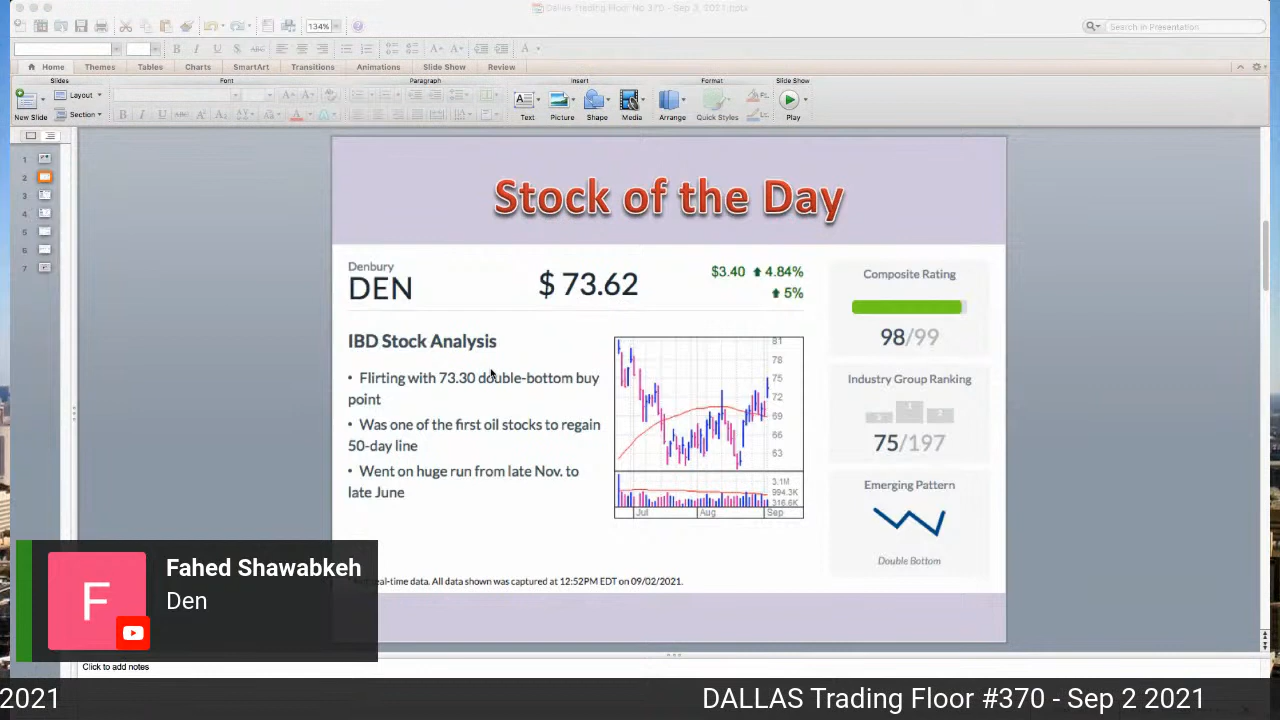 DALLAS Trading Floor No 370 - Sep 3, 2021.pptx
134%
Search in Presentation
Home
Themes
Tables
Charts
SmartArt
Transitions
Animations
Slide Show
Review
Slides
Font
Paragraph
Insert
Format
Slide Show
New Slide
Layout
Section
Text
Picture
Shape
Media
Arrange
Quick Styles
Play
1
2
3
4
5
6
7
Stock of the Day
Denbury
DEN
$ 73.62
$3.40 4.84%
5%
IBD Stock Analysis
• Flirting with 73.30 double-bottom buy
point
• Was one of the first oil stocks to regain
50-day line
• Went on huge run from late Nov. to
late June
81
78
75
72
69
66
63
3.1M
994.3K
316.6K
Jul Aug Sep
Composite Rating
98/99
Industry Group Ranking
75/197
Emerging Pattern
Double Bottom
real-time data. All data shown was captured at 12:52PM EDT on 09/02/2021.
F
Fahed Shawabkeh
Den
Click to add notes
2021
DALLAS Trading Floor #370 - Sep 2 2021